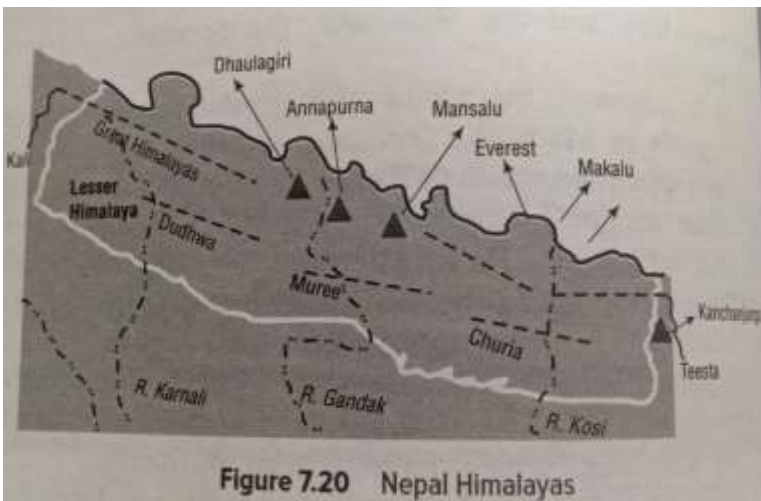 Dhaulagiri
Annapurna
Mansalu
Everest
Makalu
Kali
Great Himalayas
Lesser
Himalaya
Dudhwa
Muree
Churia
Kanchanjunga
Teesta
R. Karnali
R. Gandak
R. Kosi
Figure 7.20 Nepal Himalayas